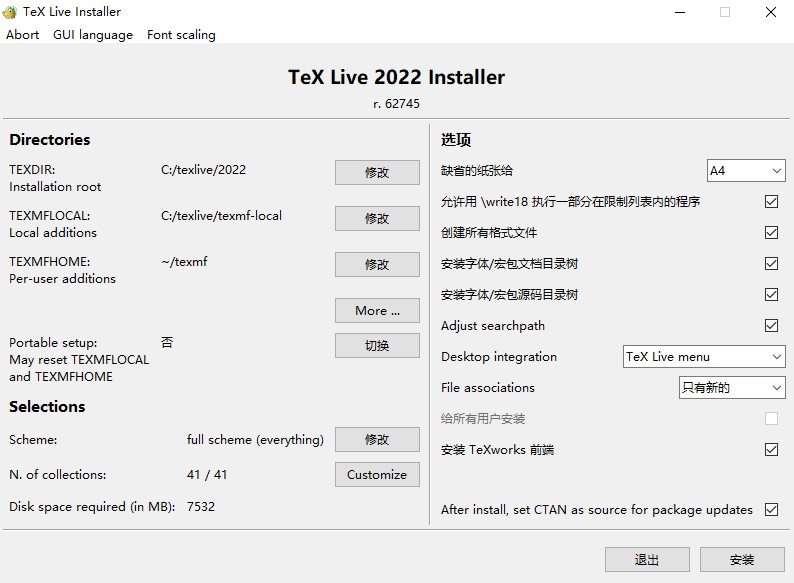 TeX Live Installer
Abort GUI language Font scaling
TeX Live 2022 Installer
r. 62745
Directories
TEXDIR: C:/texlive/2022 修改
Installation root
TEXMFLOCAL: C:/texlive/texmf-local 修改
Local additions
TEXMFHOME: ~/texmf 修改
Per-user additions
More ...
Portable setup: 否 切换
May reset TEXMFLOCAL
and TEXMFHOME
Selections
Scheme: full scheme (everything) 修改
N. of collections: 41 / 41 Customize
Disk space required (in MB): 7532
选项
缺省的纸张给 A4
允许用 \write18 执行一部分在限制列表内的程序
创建所有格式文件
安装字体/宏包文档目录树
安装字体/宏包源码目录树
Adjust searchpath
Desktop integration TeX Live menu
File associations 只有新的
给所有用户安装
安装 TeXworks 前端
After install, set CTAN as source for package updates
退出 安装